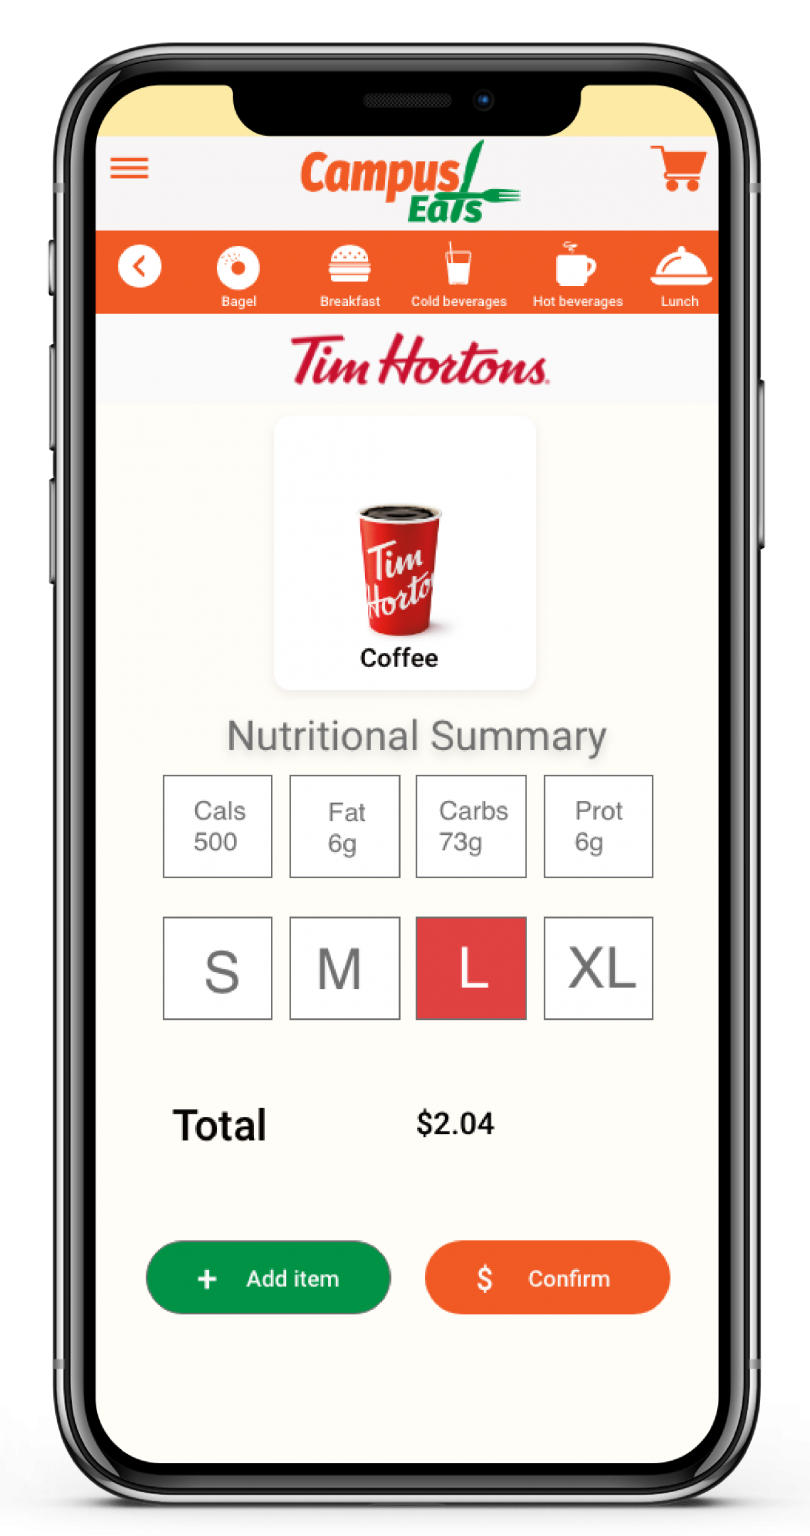 Campus
Eats
Bagel
Breakfast
Cold beverages
Hot beverages
Lunch
Tim Hortons.
Tim
Horto
Coffee
Nutritional Summary
Cals
500
Fat
6g
Carbs
73g
Prot
6g
S
M
L
XL
Total
$2.04
+ Add item
$ Confirm